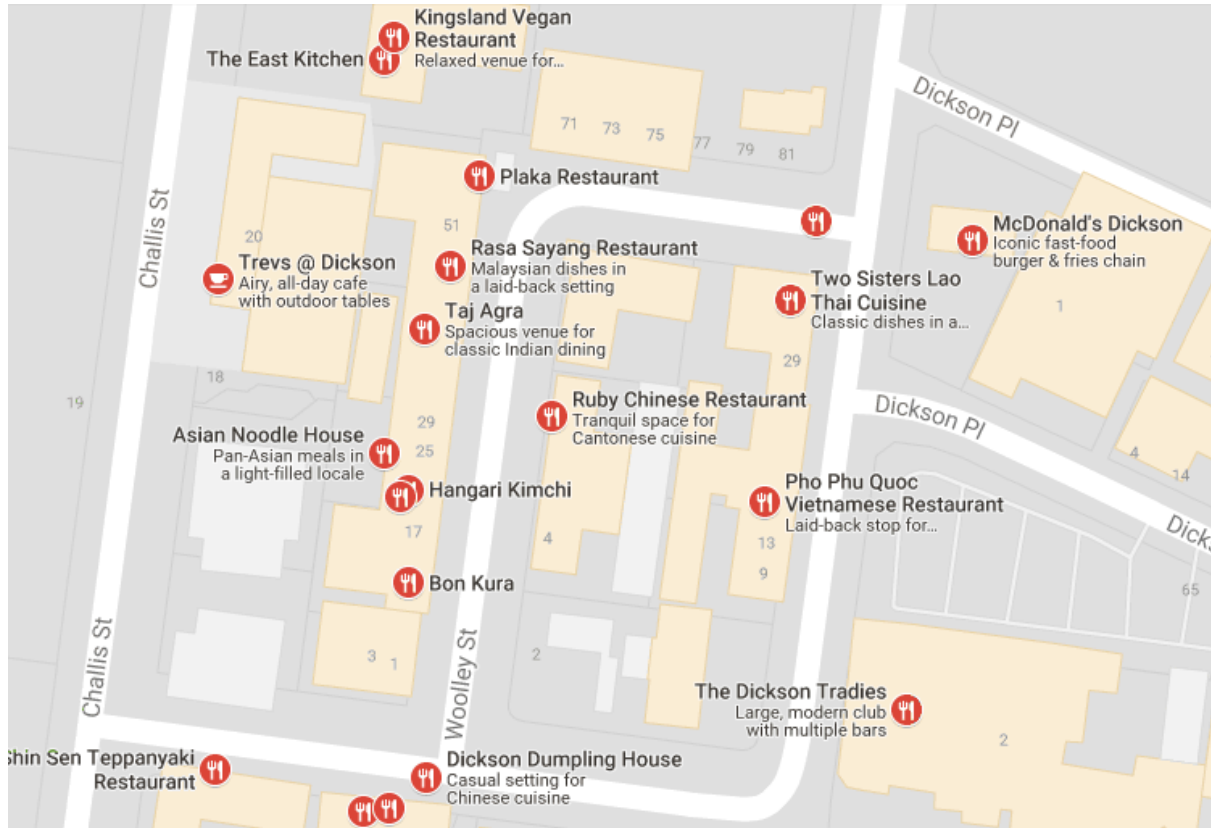 Kingsland Vegan
Restaurant
Relaxed venue for...
The East Kitchen
71 73 75 77 79 81
Dickson Pl
Plaka Restaurant
51
20
Trevs @ Dickson
Airy, all-day cafe
with outdoor tables
Rasa Sayang Restaurant
Malaysian dishes in
a laid-back setting
McDonald's Dickson
Iconic fast-food
burger & fries chain
1
Two Sisters Lao
Thai Cuisine
Classic dishes in a...
29
Challis St
Taj Agra
Spacious venue for
classic Indian dining
18
19
Ruby Chinese Restaurant
Tranquil space for
Cantonese cuisine
Dickson Pl
4
14
29
25
Asian Noodle House
Pan-Asian meals in
a light-filled locale
Hangari Kimchi
17
4
Pho Phu Quoc
Vietnamese Restaurant
Laid-back stop for...
13
9
Dicks
65
Bon Kura
3 1
2
Challis St
Woolley St
The Dickson Tradies
Large, modern club
with multiple bars
2
Shin Sen Teppanyaki
Restaurant
Dickson Dumpling House
Casual setting for
Chinese cuisine